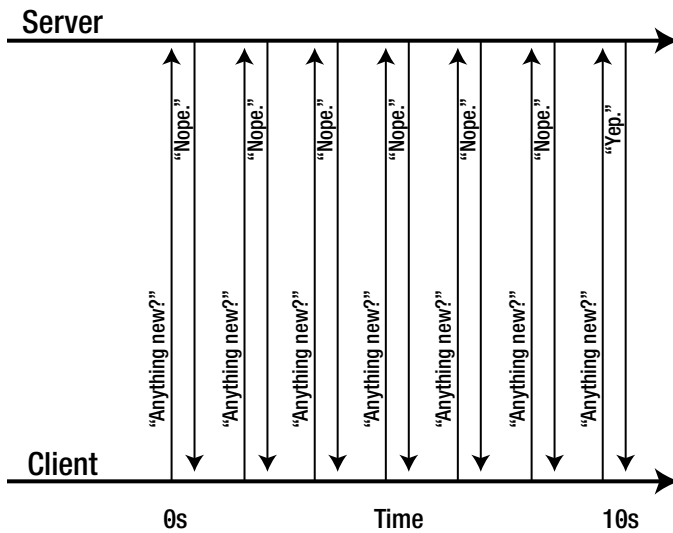 Server
“Nope.”
“Nope.”
“Nope.”
“Nope.”
“Nope.”
“Nope.”
“Yep.”
“Anything new?”
“Anything new?”
“Anything new?”
“Anything new?”
“Anything new?”
“Anything new?”
“Anything new?”
Client
0s Time 10s